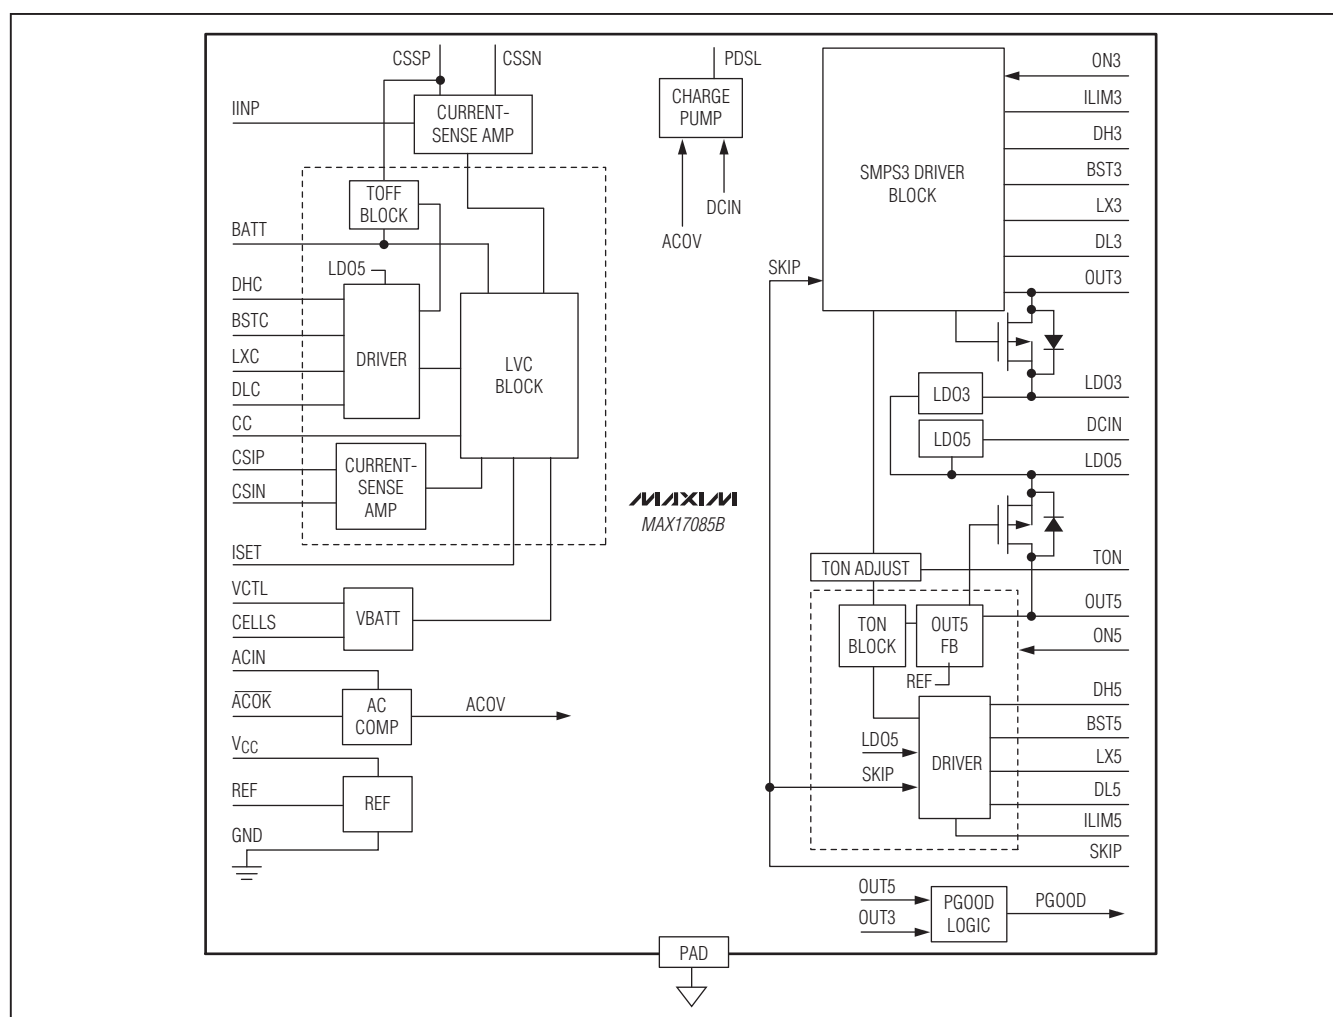 CSSP
CSSN
IINP
CURRENT-
SENSE AMP
TOFF
BLOCK
BATT
LDO5
DHC
BSTC
LXC
DLC
CC
CSIP
CSIN
DRIVER
LVC
BLOCK
CURRENT-
SENSE
AMP
ISET
VCTL
CELLS
VBATT
ACIN
ACOK
AC
COMP
ACOV
VCC
REF
REF
GND
PDSL
CHARGE
PUMP
DCIN
ACOV
MAXIM
MAX17085B
SMPS3 DRIVER
BLOCK
SKIP
ON3
ILIM3
DH3
BST3
LX3
DL3
OUT3
LDO3
LDO3
DCIN
LDO5
LDO5
TON ADJUST
TON
TON
BLOCK
OUT5
FB
REF
OUT5
ON5
DH5
BST5
LX5
DL5
ILIM5
SKIP
LDO5
SKIP
DRIVER
OUT5
OUT3
PGOOD
LOGIC
PGOOD
PAD